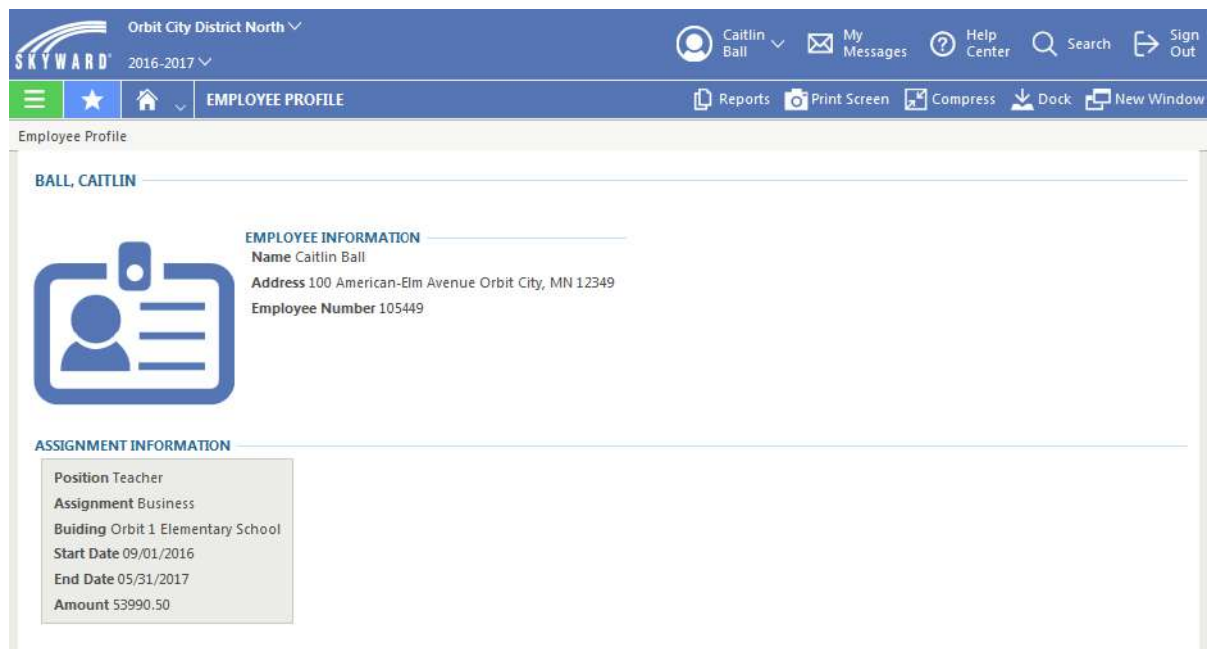 Orbit City District North
SKYWARD®
2016-2017
Caitlin Ball
My Messages
Help Center
Search
Sign Out
EMPLOYEE PROFILE
Reports
Print Screen
Compress
Dock
New Window
Employee Profile
BALL, CAITLIN
EMPLOYEE INFORMATION
Name Caitlin Ball
Address 100 American-Elm Avenue Orbit City, MN 12349
Employee Number 105449
ASSIGNMENT INFORMATION
Position Teacher
Assignment Business
Buiding Orbit 1 Elementary School
Start Date 09/01/2016
End Date 05/31/2017
Amount 53990.50